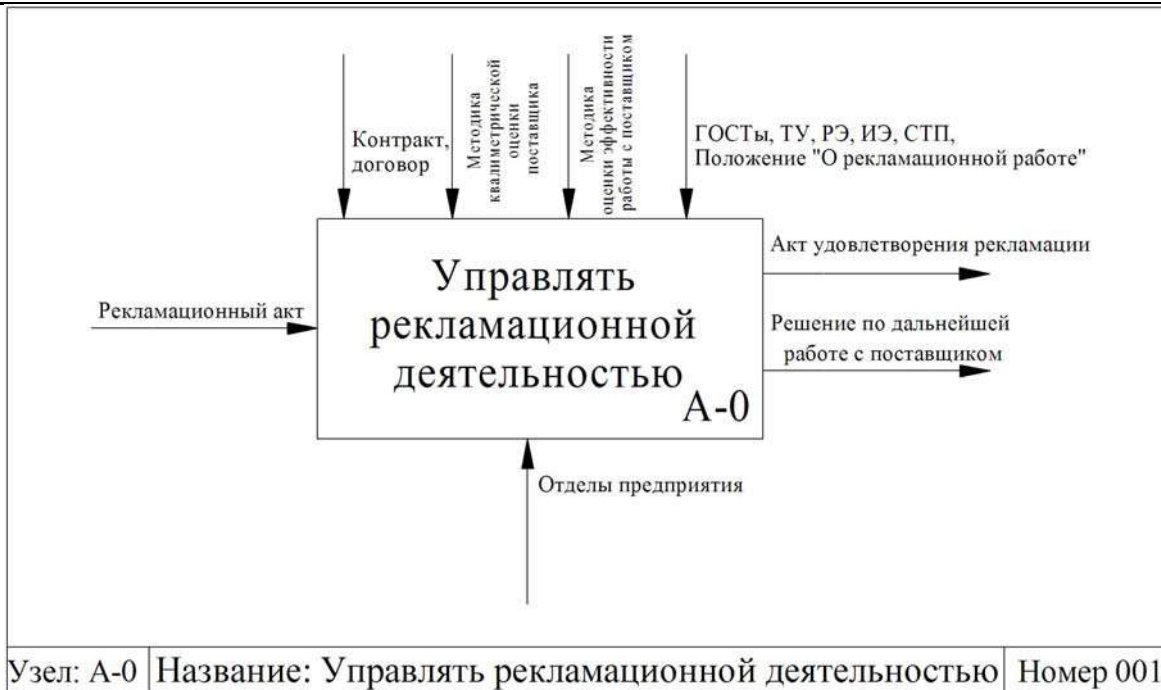 Контракт,
договор
Методика
квалиметрической
оценки
поставщика
Методика
оценки эффективности
работы с поставщиком
ГОСТы, ТУ, РЭ, ИЭ, СТП,
Положение "О рекламационной работе"
Рекламационный акт
Управлять
рекламационной
деятельностью
А-0
Акт удовлетворения рекламации
Решение по дальнейшей
работе с поставщиком
Отделы предприятия
Узел: А-0 Название: Управлять рекламационной деятельностью Номер 001